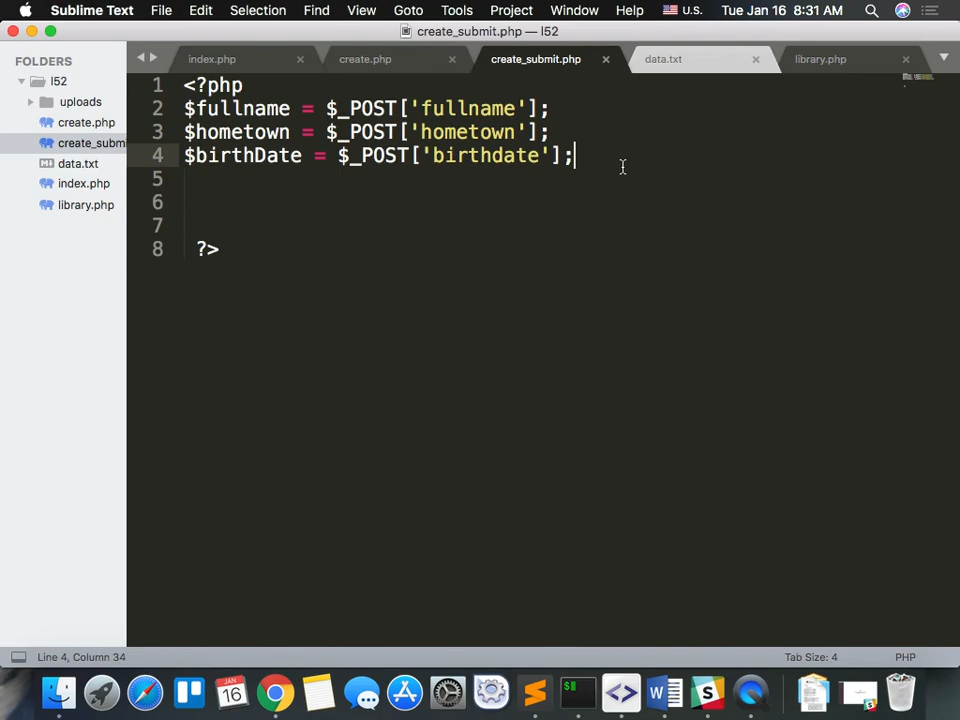 Sublime Text File Edit Selection Find View Goto Tools Project Window Help U.S. Tue Jan 16 8:31 AM
create_submit.php — l52
FOLDERS
l52
uploads
create.php
create_submi
data.txt
index.php
library.php
index.php × create.php × create_submit.php × data.txt × library.php ×
1 <?php
2 $fullname = $_POST['fullname'];
3 $hometown = $_POST['hometown'];
4 $birthDate = $_POST['birthdate'];
5
6
7
8 ?>
Line 4, Column 34 Tab Size: 4 PHP
16